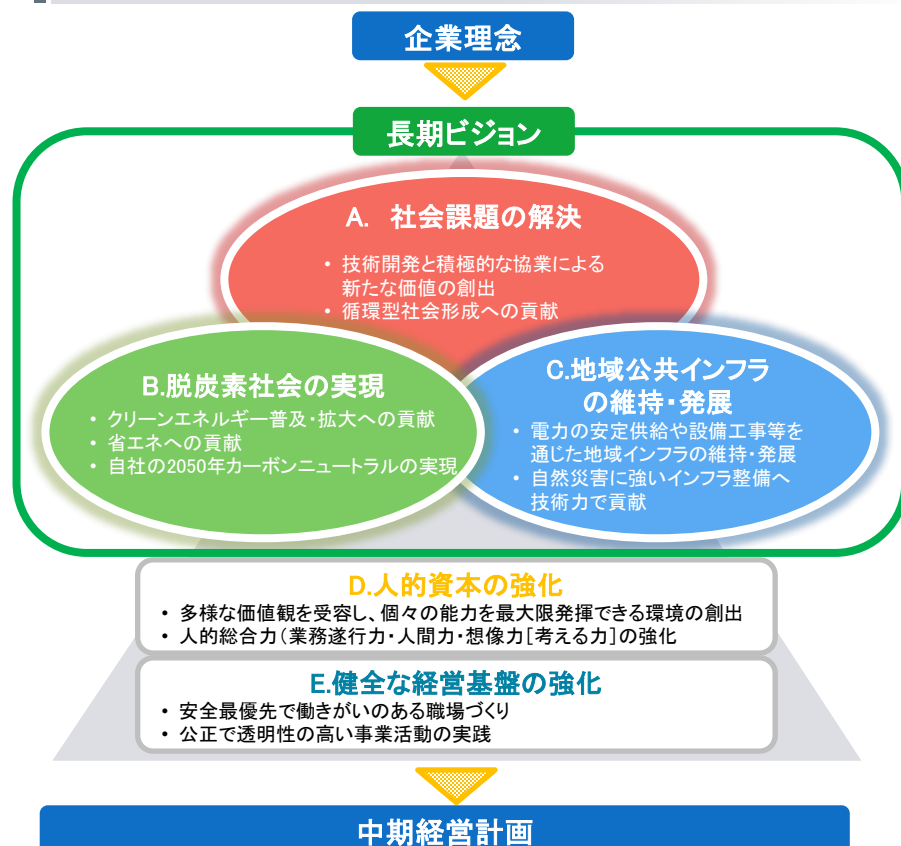 企業理念
長期ビジョン
A. 社会課題の解決
• 技術開発と積極的な協業による
新たな価値の創出
• 循環型社会形成への貢献
B.脱炭素社会の実現
• クリーンエネルギー普及・拡大への貢献
• 省エネへの貢献
• 自社の2050年カーボンニュートラルの実現
C.地域公共インフラ
の維持・発展
• 電力の安定供給や設備工事等を
通じた地域インフラの維持・発展
• 自然災害に強いインフラ整備へ
技術力で貢献
D.人的資本の強化
• 多様な価値観を受容し、個々の能力を最大限発揮できる環境の創出
• 人的総合力(業務遂行力・人間力・想像力[考える力]の強化
E.健全な経営基盤の強化
• 安全最優先で働きがいのある職場づくり
• 公正で透明性の高い事業活動の実践
中期経営計画